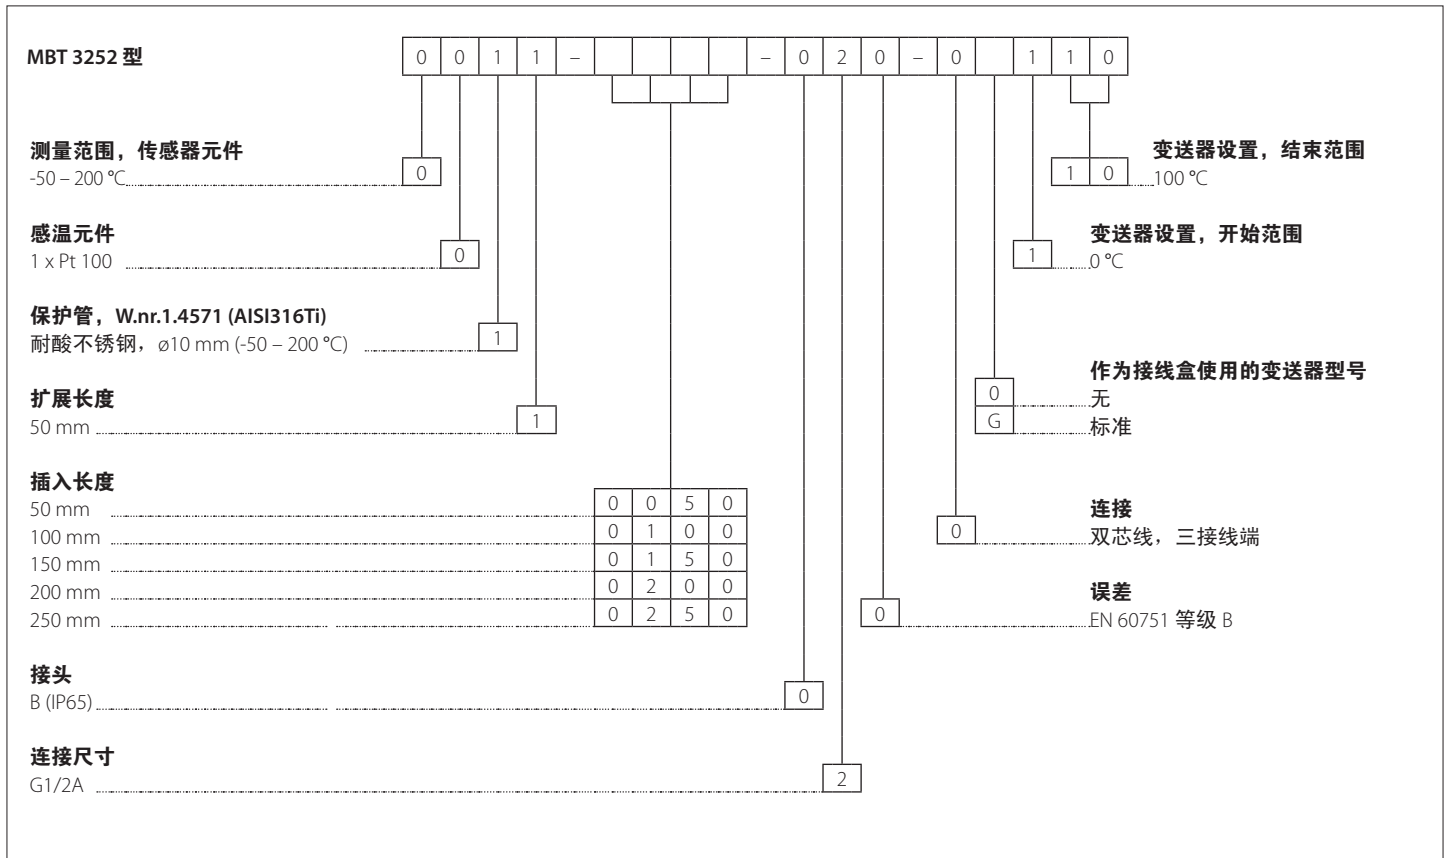 MBT 3252 型
0 0 1 1 – – 0 2 0 – 0 1 1 0
测量范围，传感器元件
-50 – 200 °C
0
感温元件
1 x Pt 100
0
保护管，W.nr.1.4571 (AISI316Ti)
耐酸不锈钢，ø10 mm (-50 – 200 °C)
1
扩展长度
50 mm
1
插入长度
50 mm 0 0 5 0
100 mm 0 1 0 0
150 mm 0 1 5 0
200 mm 0 2 0 0
250 mm 0 2 5 0
接头
B (IP65)
0
连接尺寸
G1/2A
2
变送器设置，结束范围
1 0 100 °C
变送器设置，开始范围
1 0 °C
作为接线盒使用的变送器型号
0 无
G 标准
连接
0 双芯线，三接线端
误差
0 EN 60751 等级 B